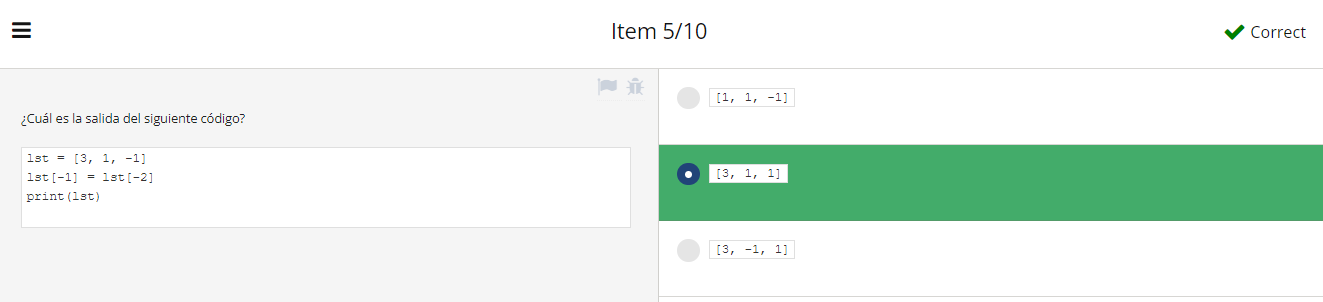 Item 5/10
Correct
¿Cuál es la salida del siguiente código?
lst = [3, 1, -1]
lst[-1] = lst[-2]
print(lst)
[1, 1, -1]
[3, 1, 1]
[3, -1, 1]